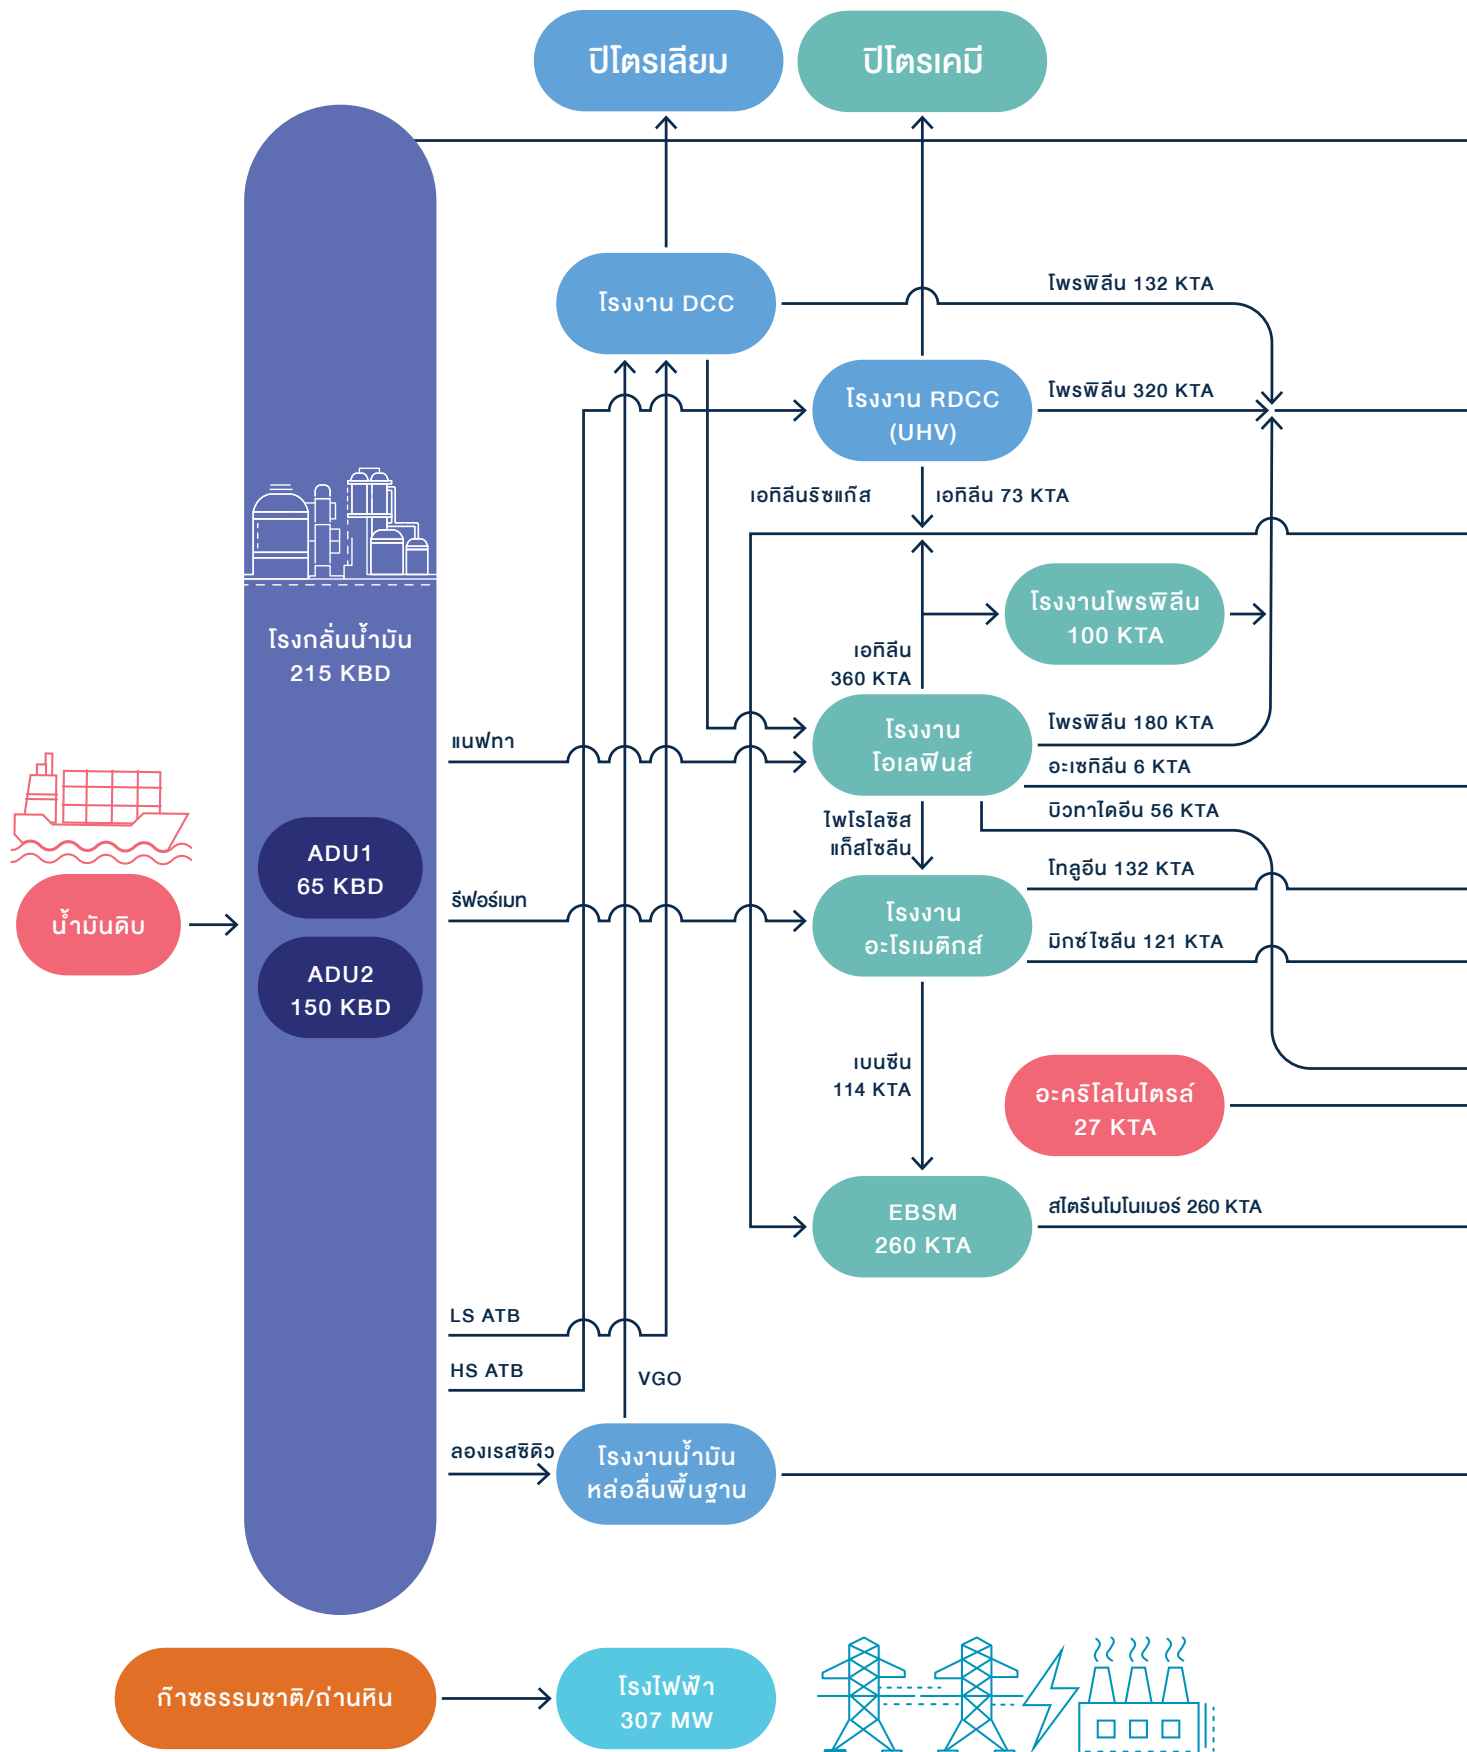 ปิโตรเลียม
ปิโตรเคมี
โรงงาน DCC
โพรพิลีน 132 KTA
โรงงาน RDCC
(UHV)
โพรพิลีน 320 KTA
เอทิลีนริชแก๊ส
เอทิลีน 73 KTA
โรงกลั่นน้ำมัน
215 KBD
โรงงานโพรพิลีน
100 KTA
เอทิลีน
360 KTA
แนฟทา
โรงงาน
โอเลฟินส์
โพรพิลีน 180 KTA
อะเซทิลีน 6 KTA
บิวทาไดอีน 56 KTA
ไพโรไลซิส
แก๊สโซลีน
ADU1
65 KBD
น้ำมันดิบ
รีฟอร์เมท
โรงงาน
อะโรเมติกส์
โทลูอีน 132 KTA
มิกซ์ไซลีน 121 KTA
ADU2
150 KBD
เบนซีน
114 KTA
อะคริโลไนไตรล์
27 KTA
EBSM
260 KTA
สไตรีนโมโนเมอร์ 260 KTA
LS ATB
HS ATB
VGO
ลองเรสซิดิว
โรงงานน้ำมัน
หล่อลื่นพื้นฐาน
ก๊าซธรรมชาติ/ถ่านหิน
โรงไฟฟ้า
307 MW